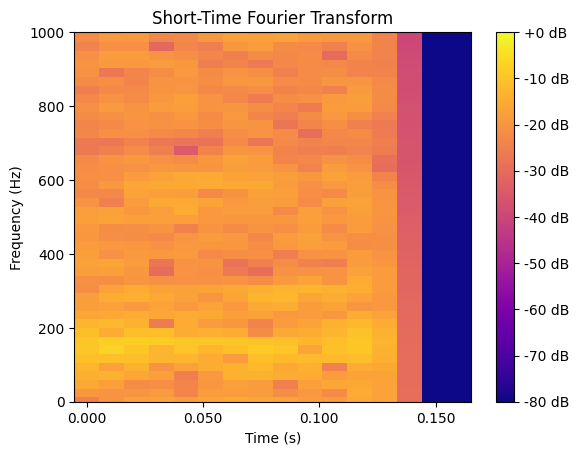 Short-Time Fourier Transform
1000
800
600
400
200
0
Frequency (Hz)
0.000
0.050
0.100
0.150
Time (s)
+0 dB
-10 dB
-20 dB
-30 dB
-40 dB
-50 dB
-60 dB
-70 dB
-80 dB